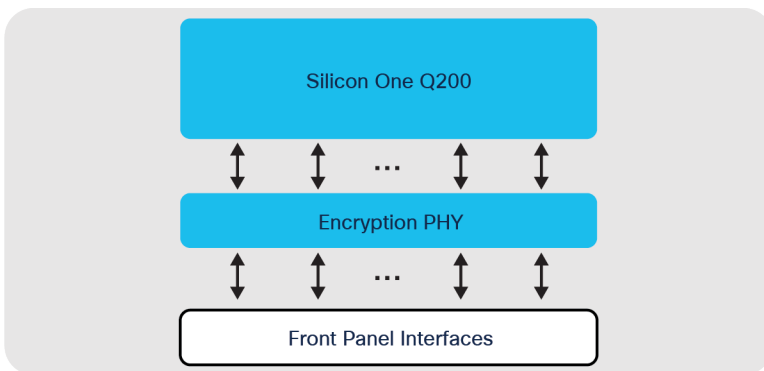 Silicon One Q200
...
Encryption PHY
...
Front Panel Interfaces